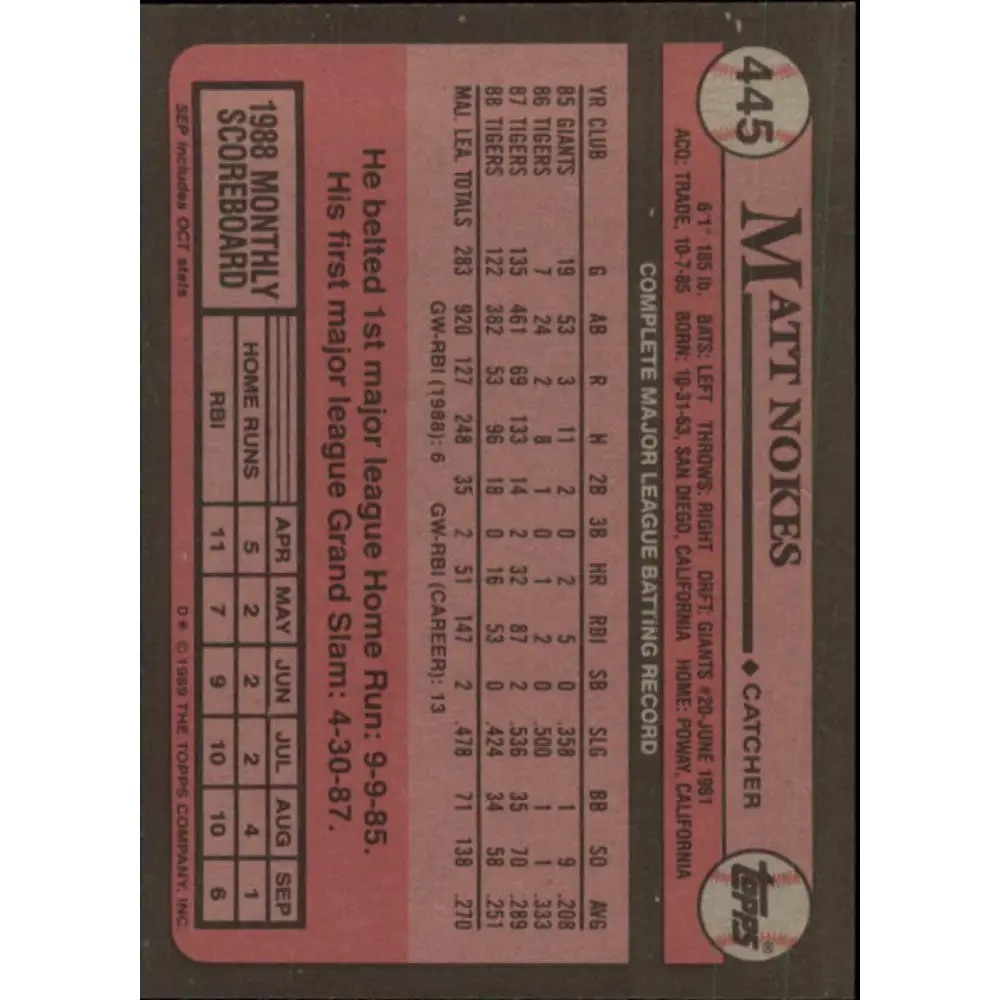 445
MATT NOKES ◆ CATCHER
topps®
6'1" 185 lb. BATS: LEFT THROWS: RIGHT DRFT: GIANTS #20-JUNE 1981
ACQ: TRADE, 10-7-85 BORN: 10-31-63, SAN DIEGO, CALIFORNIA HOME: POWAY, CALIFORNIA
COMPLETE MAJOR LEAGUE BATTING RECORD
YR CLUB G AB R H 2B 3B HR RBI SB SLG BB SO AVG
85 GIANTS 19 53 3 11 2 0 2 5 0 .358 1 9 .208
86 TIGERS 7 24 2 8 1 0 1 2 0 .500 1 1 .333
87 TIGERS 135 461 69 133 14 2 32 87 2 .536 35 70 .289
88 TIGERS 122 382 53 96 18 0 16 53 0 .424 34 58 .251
MAJ. LEA. TOTALS 283 920 127 248 35 2 51 147 2 .478 71 138 .270
GW-RBI (1988): 6 GW-RBI (CAREER): 13
He belted 1st major league Home Run: 9-9-85.
His first major league Grand Slam: 4-30-87.
1988 MONTHLY
SCOREBOARD
APR MAY JUN JUL AUG SEP
HOME RUNS 5 2 2 2 4 1
RBI 11 7 9 10 10 6
SEP includes OCT stats
D* © 1989 THE TOPPS COMPANY, INC.